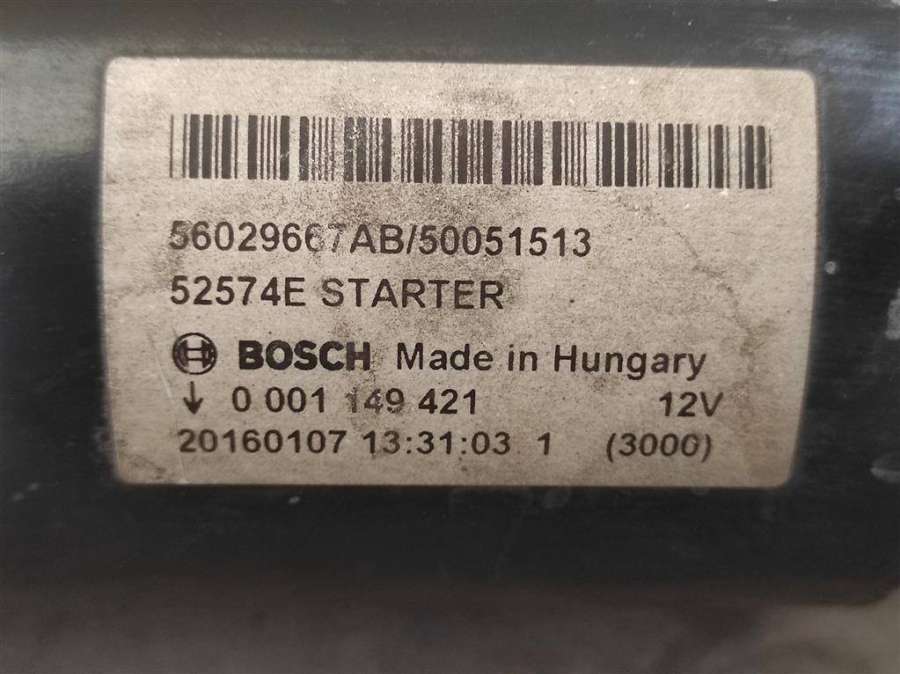 56029667AB/50051513
52574E STARTER
BOSCH Made in Hungary
↓ 0 001 149 421 12V
20160107 13:31:03 1 (3000)